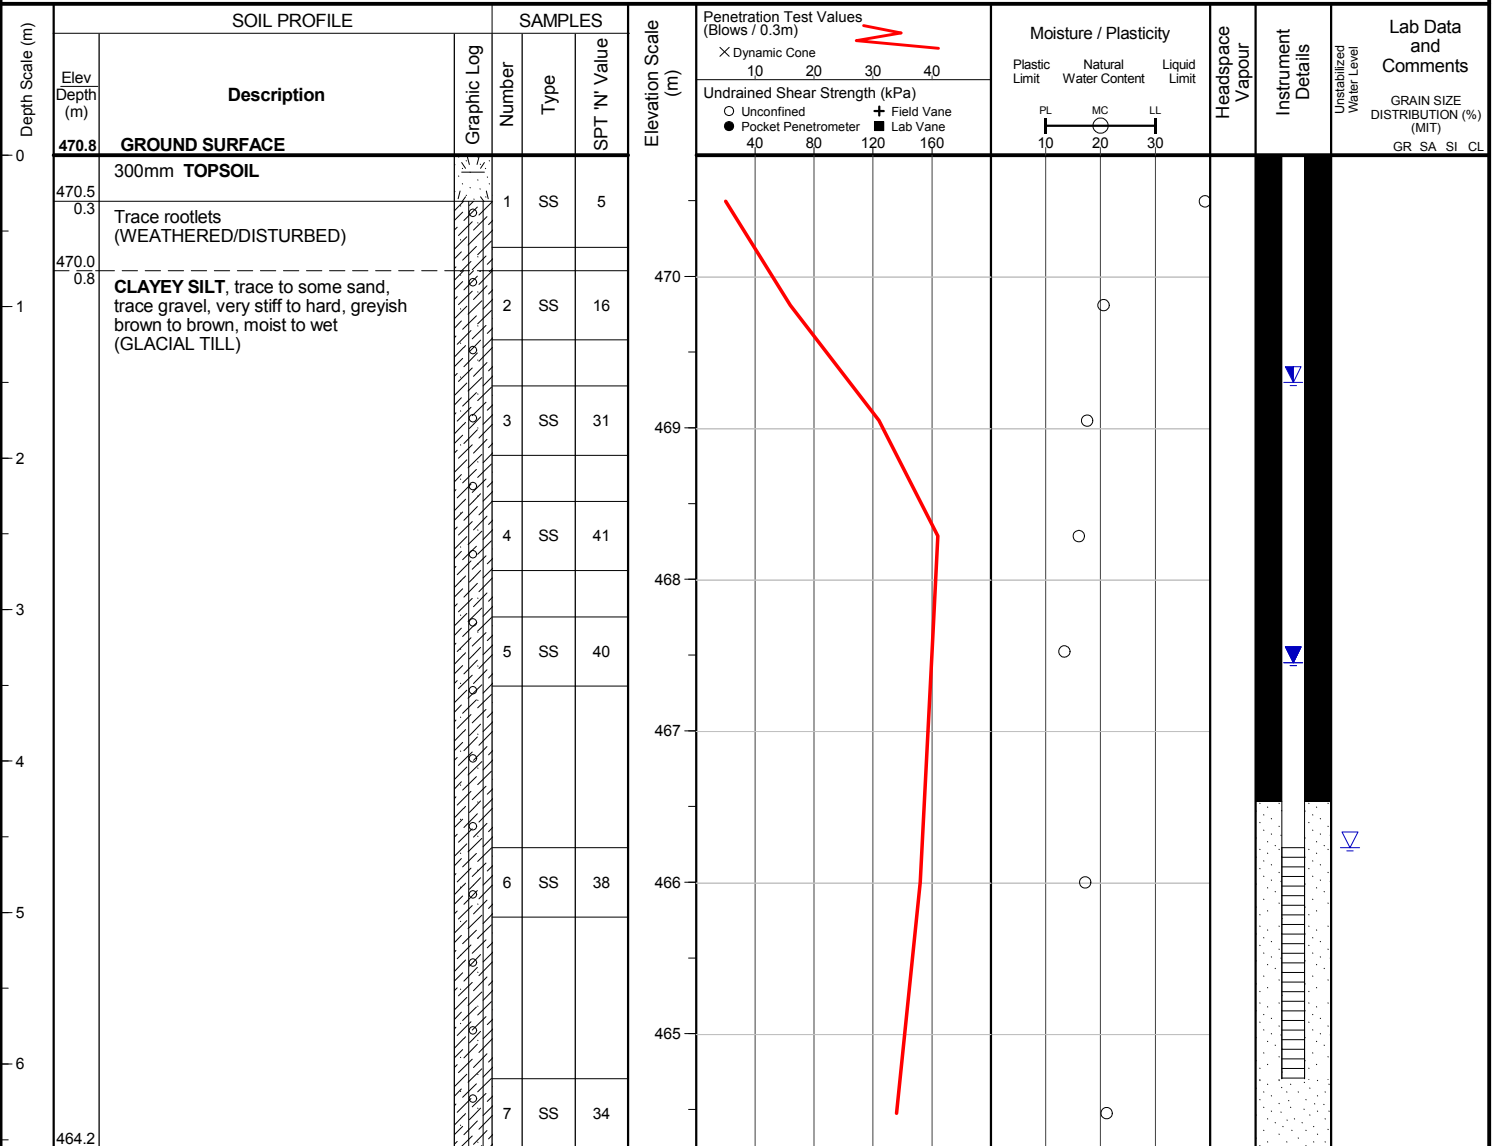 Depth Scale (m)
SOIL PROFILE
Elev
Depth
(m)
Description
Graphic Log
SAMPLES
Number
Type
SPT 'N' Value
Elevation Scale
(m)
Penetration Test Values
(Blows / 0.3m)
Dynamic Cone
10 20 30 40
Undrained Shear Strength (kPa)
Unconfined Field Vane
Pocket Penetrometer Lab Vane
40 80 120 160
Moisture / Plasticity
Plastic Limit
Natural Water Content
Liquid Limit
PL MC LL
10 20 30
Headspace
Vapour
Instrument
Details
Unstabilized
Water Level
Lab Data
and
Comments
GRAIN SIZE
DISTRIBUTION (%)
(MIT)
GR SA SI CL
470.8 GROUND SURFACE
0
300mm TOPSOIL
470.5
0.3
Trace rootlets
(WEATHERED/DISTURBED)
1 SS 5
470.0
0.8
CLAYEY SILT, trace to some sand,
trace gravel, very stiff to hard, greyish
brown to brown, moist to wet
(GLACIAL TILL)
470
1
2 SS 16
3 SS 31
469
2
4 SS 41
468
3
5 SS 40
467
4
6 SS 38
466
5
465
6
7 SS 34
464.2